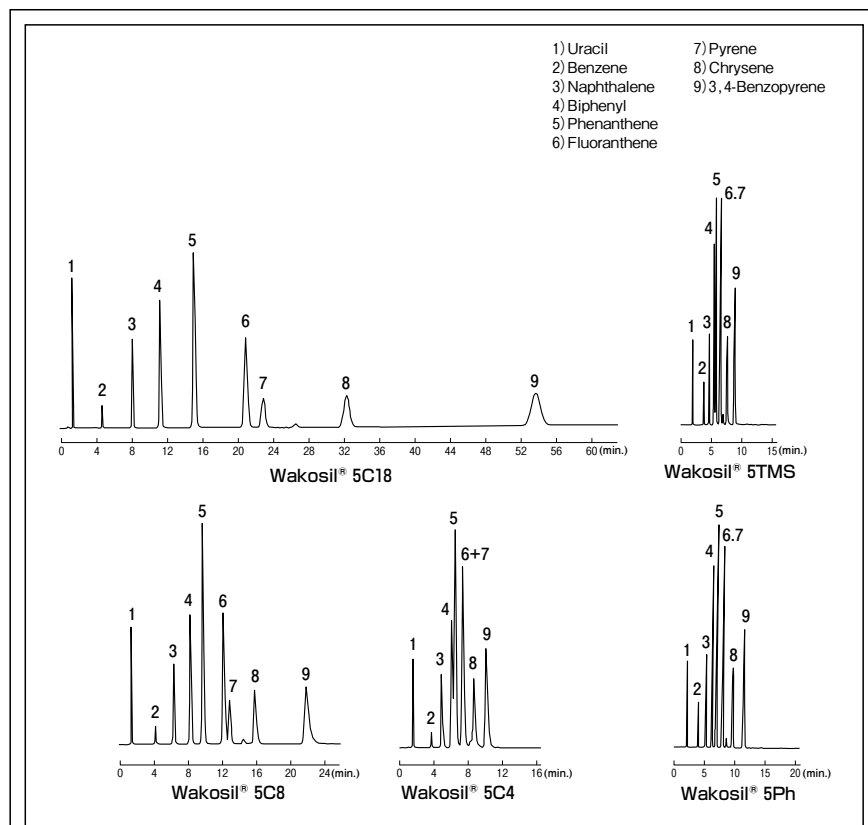 1) Uracil
2) Benzene
3) Naphthalene
4) Biphenyl
5) Phenanthene
6) Fluoranthene
7) Pyrene
8) Chrysene
9) 3,4-Benzopyrene
1 2 3 4 5 6 7 8 9
0 4 8 12 16 20 24 28 32 36 40 44 48 52 56 60 (min.)
Wakosil® 5C18
1 2 3 4 5 6.7 8 9
0 5 10 15 (min.)
Wakosil® 5TMS
1 2 3 4 5 6 7 8 9
0 4 8 12 16 20 24 (min.)
Wakosil® 5C8
1 2 3 4 5 6+7 8 9
0 4 8 12 16 (min.)
Wakosil® 5C4
1 2 3 4 5 6.7 8 9
0 5 10 15 20 (min.)
Wakosil® 5Ph